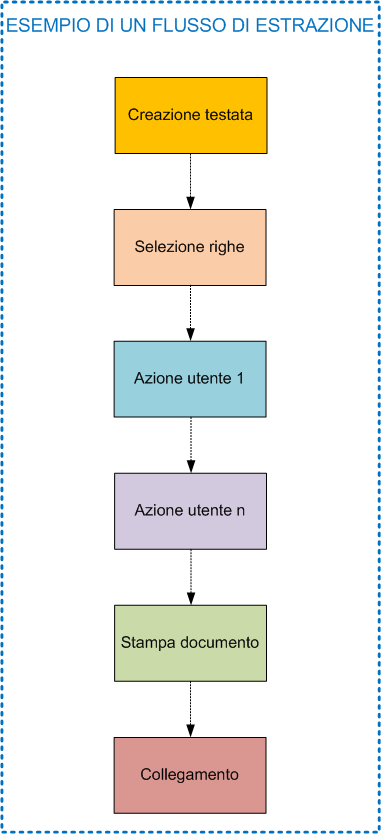 ESEMPIO DI UN FLUSSO DI ESTRAZIONE
Creazione testata
Selezione righe
Azione utente 1
Azione utente n
Stampa documento
Collegamento